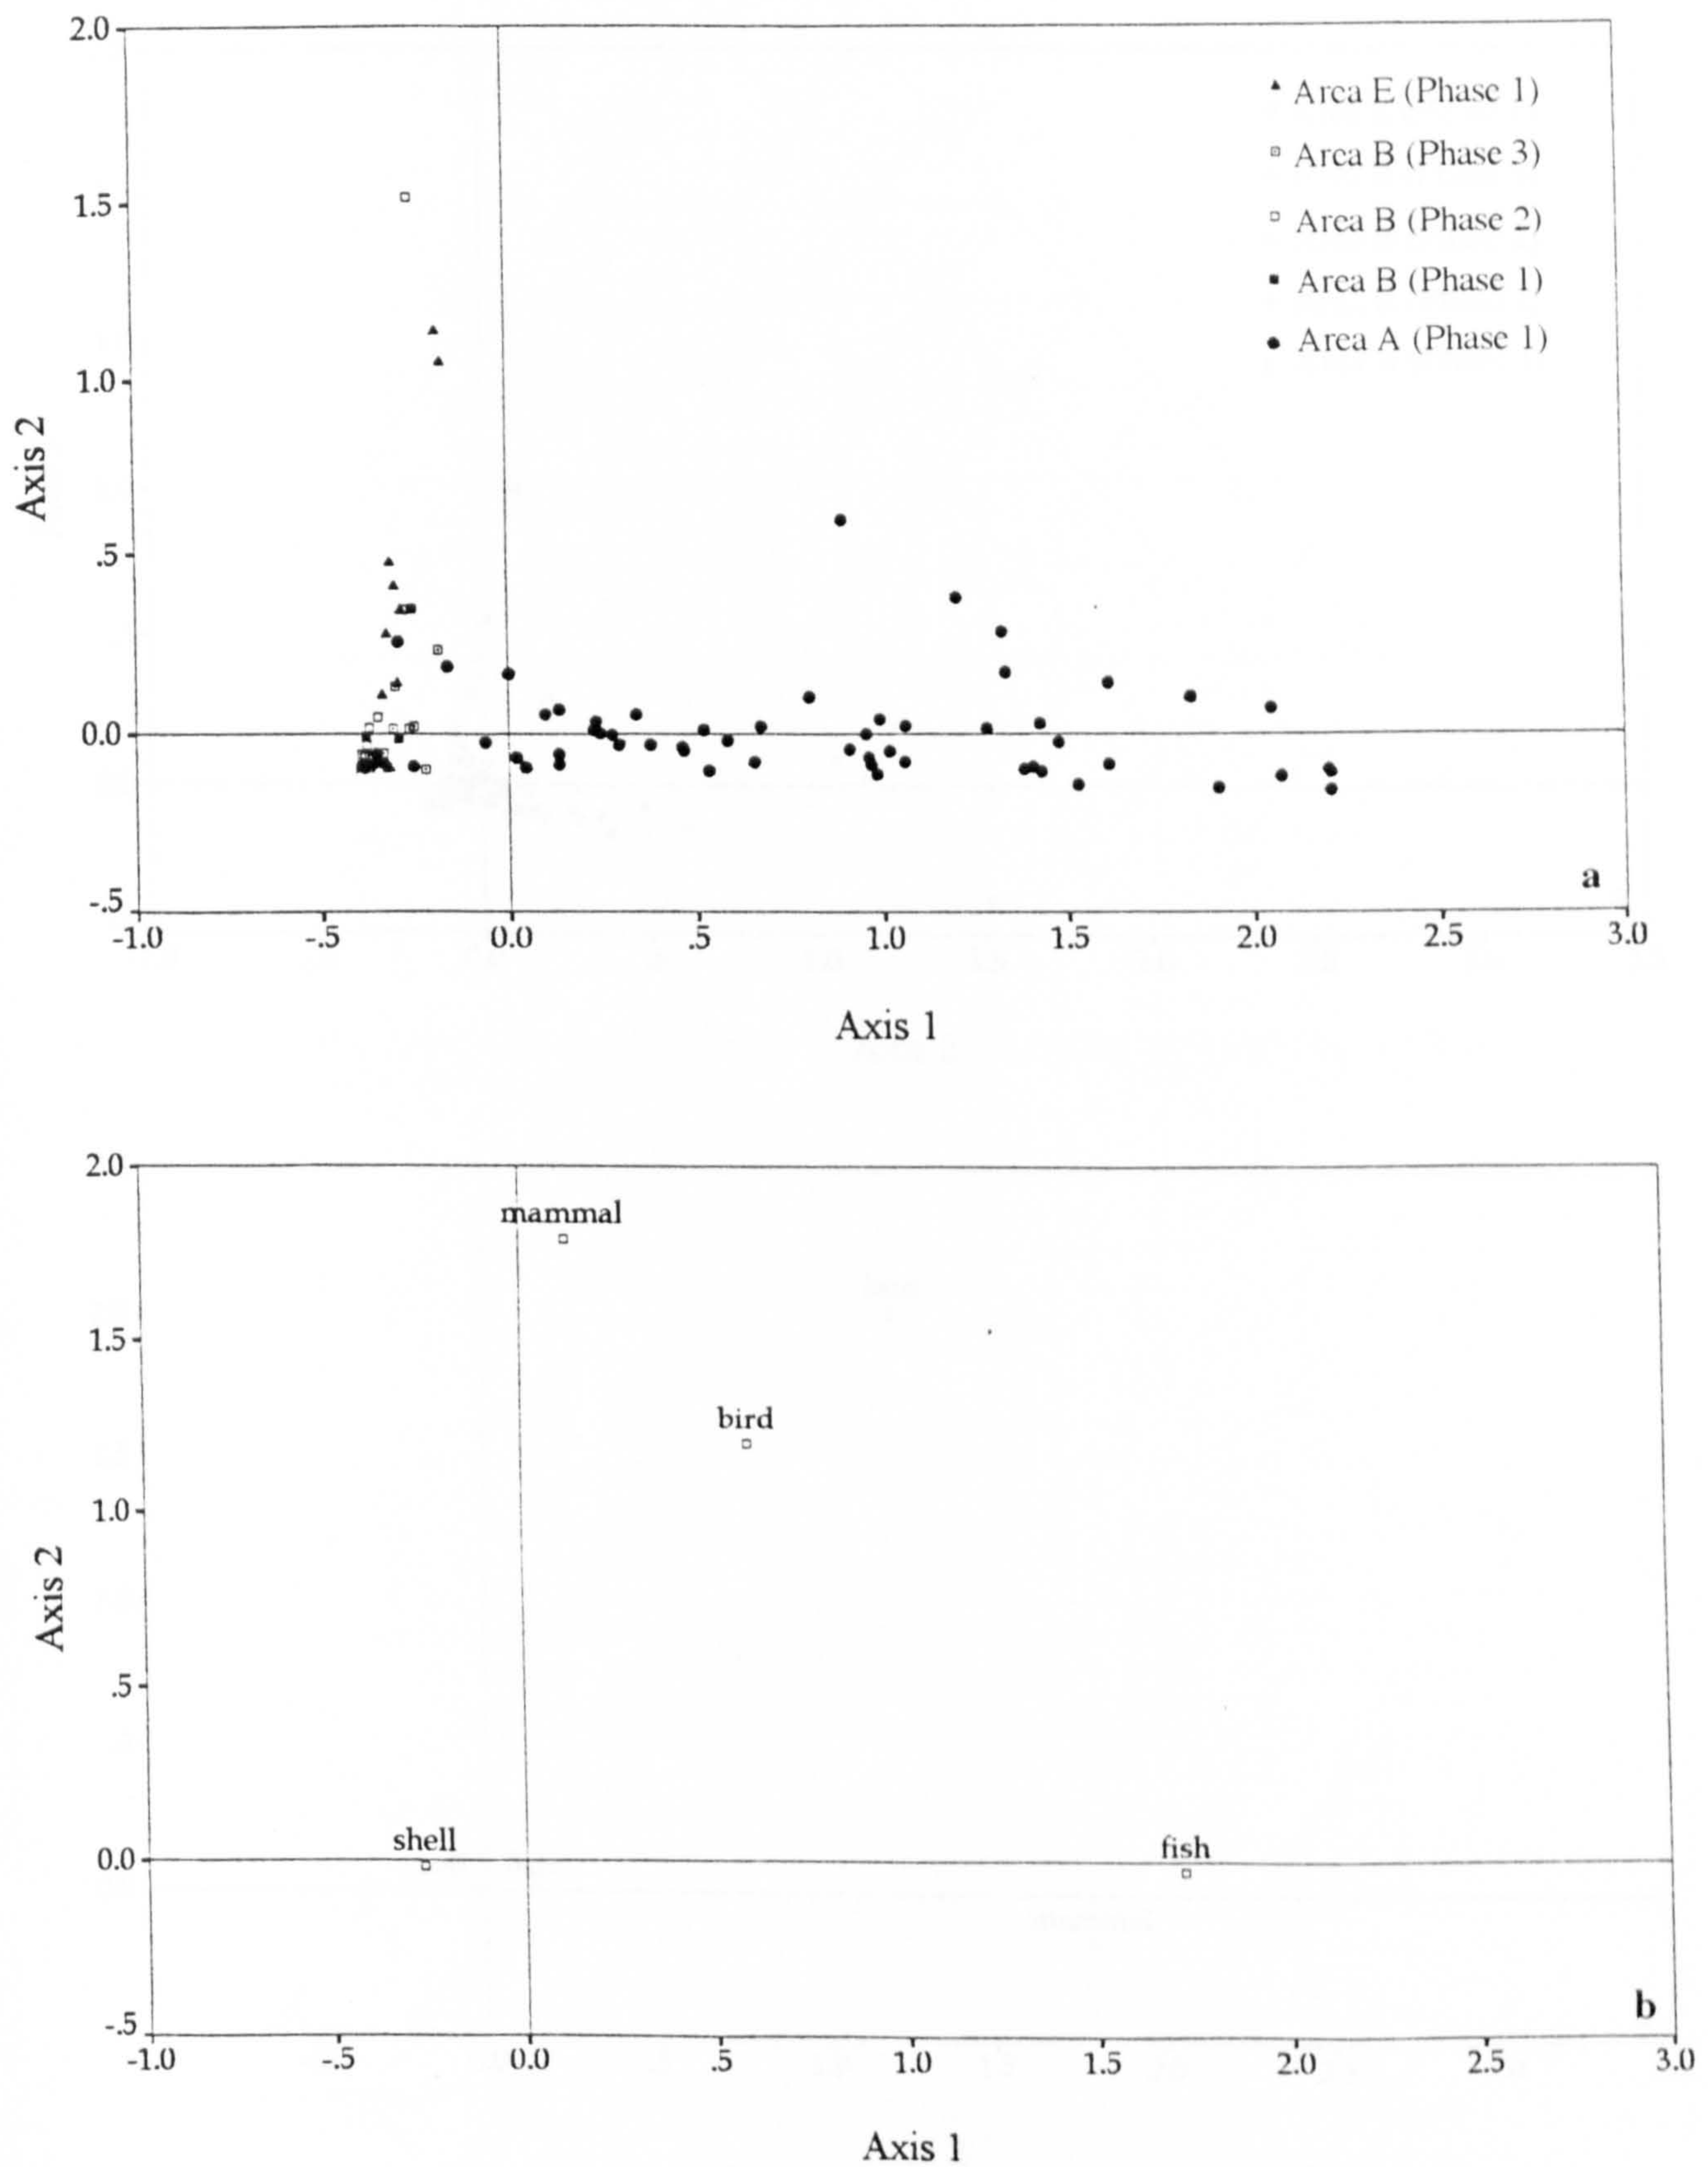 2.0
1.5
1.0
.5
0.0
-.5
Axis 2
Area E (Phase 1)
Area B (Phase 3)
Area B (Phase 2)
Area B (Phase 1)
Area A (Phase 1)
a
-1.0 -.5 0.0 .5 1.0 1.5 2.0 2.5 3.0
Axis 1
2.0
1.5
1.0
.5
0.0
-.5
Axis 2
mammal
bird
shell
fish
b
-1.0 -.5 0.0 .5 1.0 1.5 2.0 2.5 3.0
Axis 1